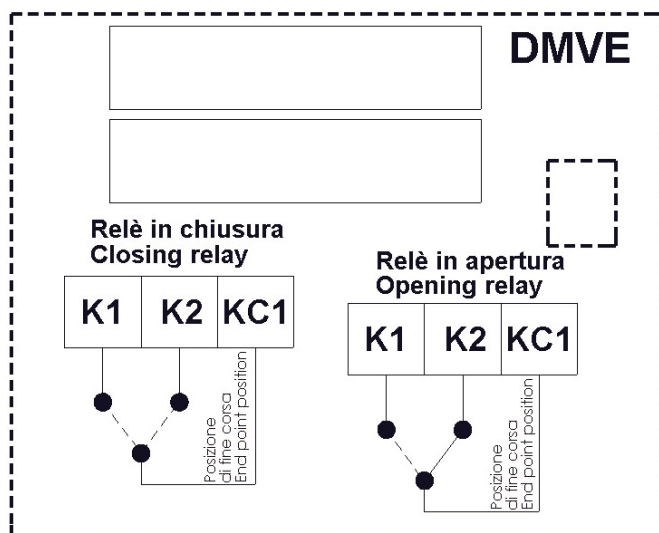 DMVE
Relè in chiusura
Closing relay
K1 K2 KC1
Posizione
di fine corsa
End point position
Relè in apertura
Opening relay
K1 K2 KC1
Posizione
di fine corsa
End point position